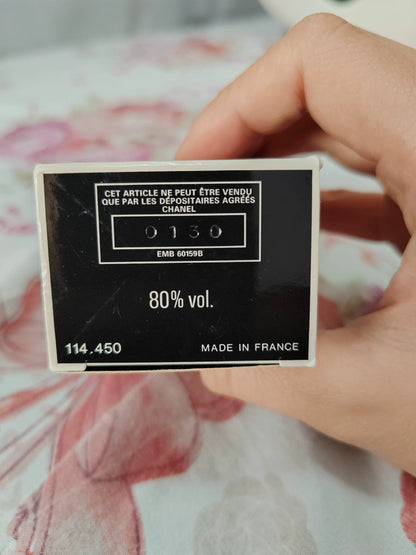 CET ARTICLE NE PEUT ÊTRE VENDU
QUE PAR LES DÉPOSITAIRES AGRÉÉS
CHANEL
0130
EMB 60159B
80% vol.
114.450 MADE IN FRANCE